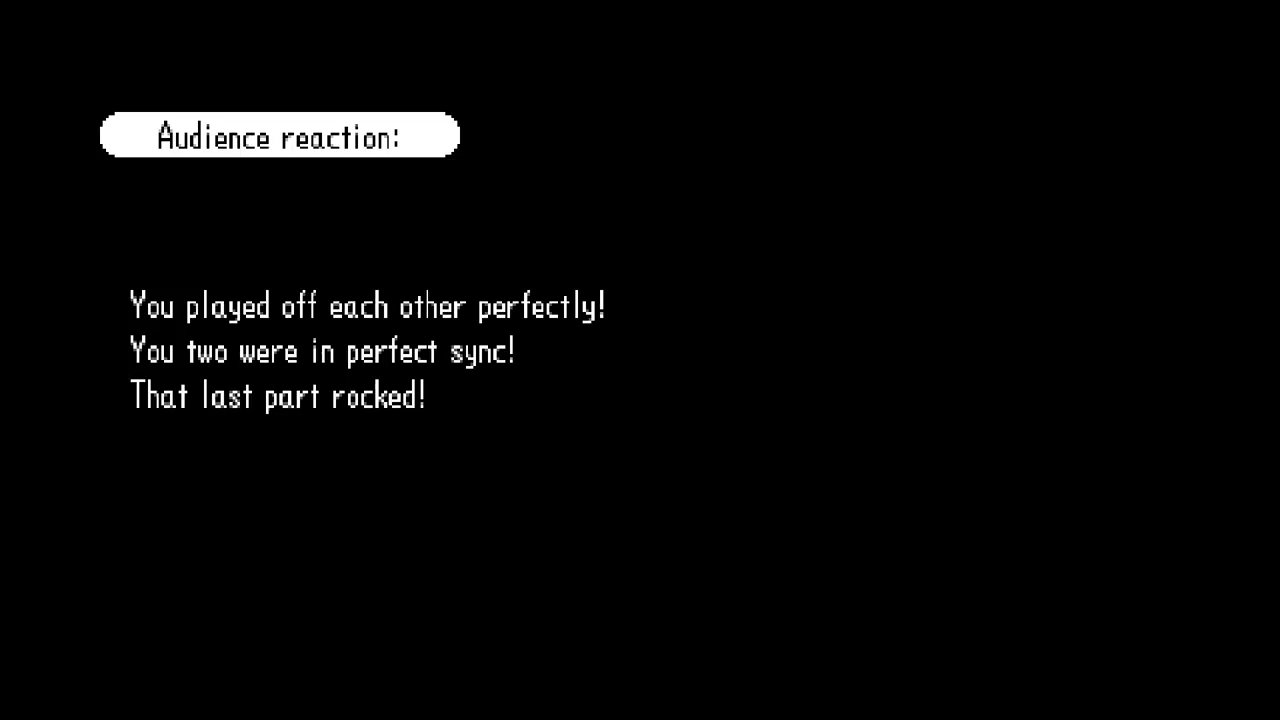 Audience reaction:
You played off each other perfectly!
You two were in perfect sync!
That last part rocked!